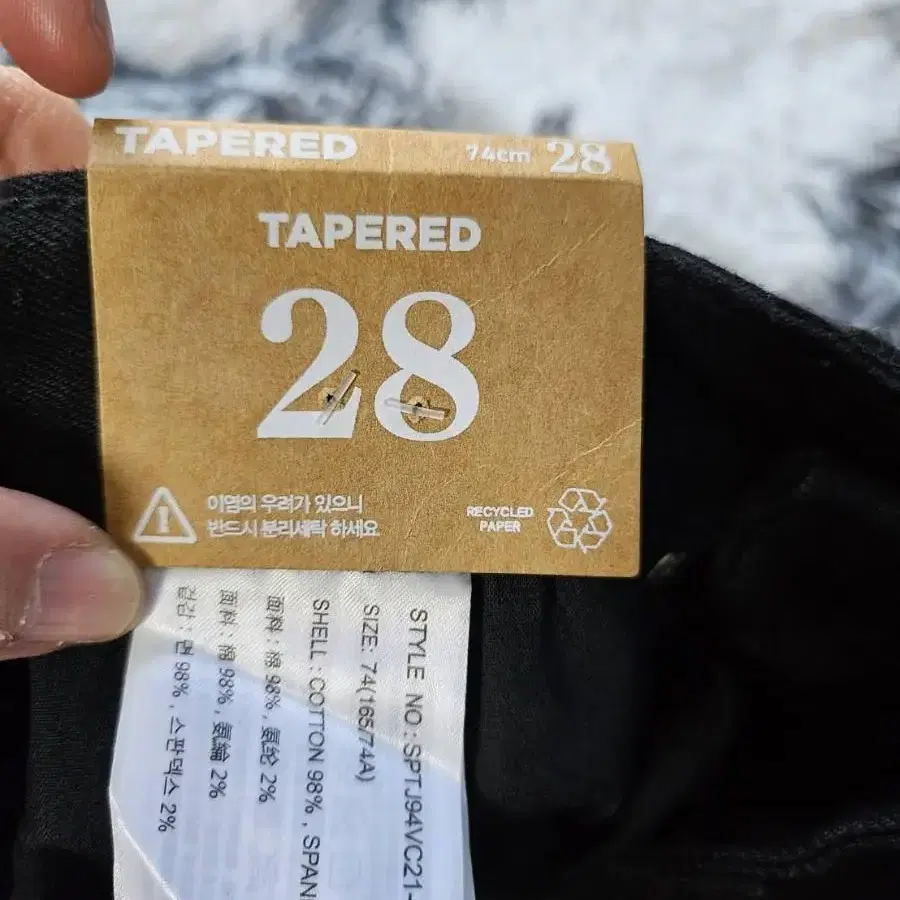 TAPERED 74cm 28
TAPERED
28
이염의 우려가 있으니
반드시 분리세탁 하세요
RECYCLED
PAPER
STYLE NO:SPTJ94VC21-
SIZE: 74(165/74A)
SHELL : COTTON 98% , SPAN
面料 : 棉 98% , 氨纶 2%
面料 : 棉 98% , 氨綸 2%
겉감 : 면 98% , 스판덱스 2%